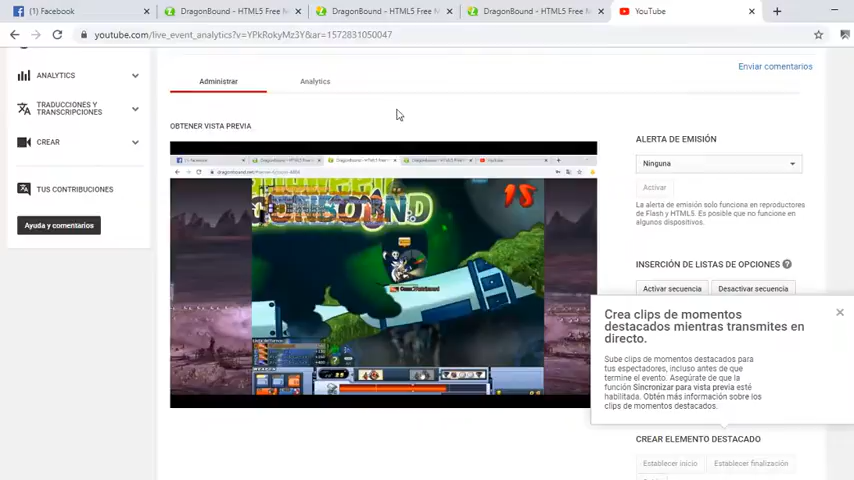 (1) Facebook
DragonBound - HTML5 Free M
DragonBound - HTML5 Free M
DragonBound - HTML5 Free M
YouTube
youtube.com/live_event_analytics?v=YPkRokyMz3Y&ar=1572831050047
Enviar comentarios
ANALYTICS
TRADUCCIONES Y
TRANSCRIPCIONES
CREAR
TUS CONTRIBUCIONES
Ayuda y comentarios
Administrar
Analytics
OBTENER VISTA PREVIA
15
ALERTA DE EMISIÓN
Ninguna
Activar
La alerta de emisión solo funciona en reproductores
de Flash y HTML5. Es posible que no funcione en
algunos dispositivos.
INSERCIÓN DE LISTAS DE OPCIONES
Activar secuencia
Desactivar secuencia
Crea clips de momentos
destacados mientras transmites en
directo.
Sube clips de momentos destacados para
tus espectadores, incluso antes de que
termine el evento. Asegúrate de que la
función Sincronizar para vista previa esté
habilitada. Obtén más información sobre los
clips de momentos destacados.
CREAR ELEMENTO DESTACADO
Establecer inicio
Establecer finalización